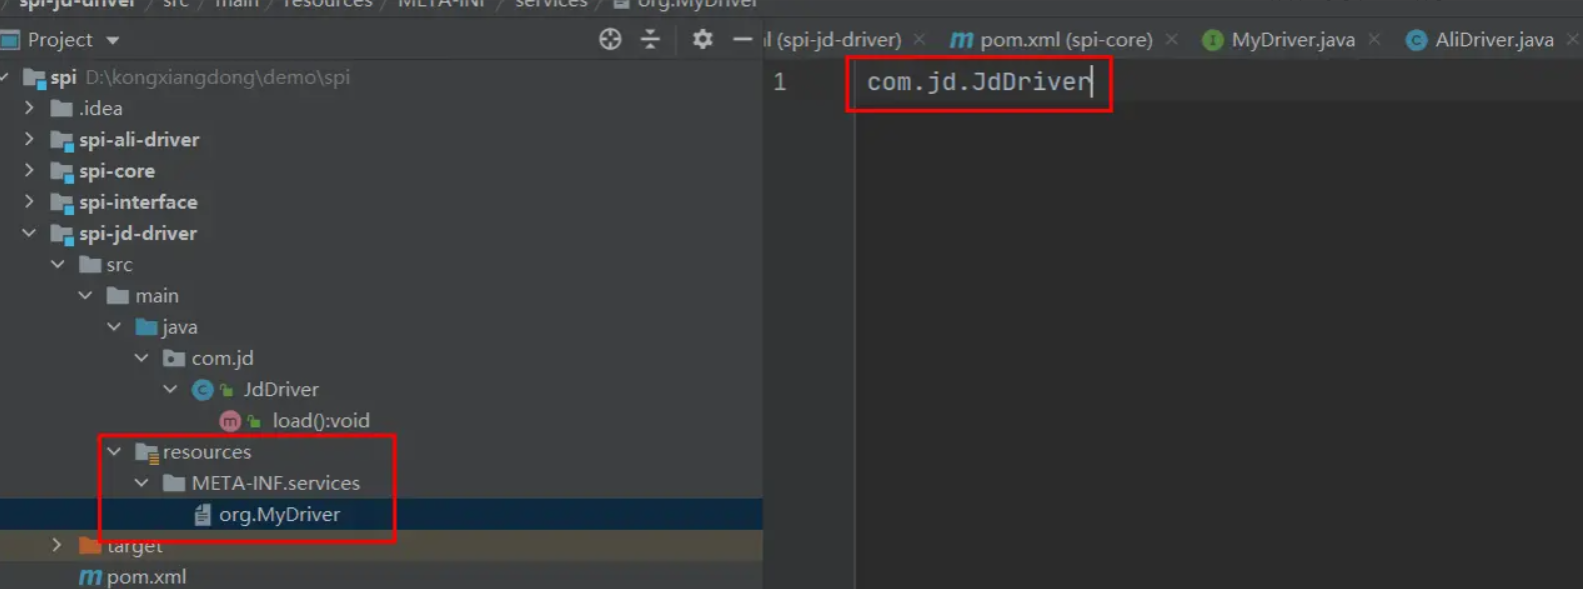 spi-jd-driver / src / main / resources / META-INF / services / org.MyDriver
Project
l (spi-jd-driver) × pom.xml (spi-core) × MyDriver.java × AliDriver.java ×
spi D:\kongxiangdong\demo\spi
1 com.jd.JdDriver
.idea
spi-ali-driver
spi-core
spi-interface
spi-jd-driver
src
main
java
com.jd
JdDriver
load():void
resources
META-INF.services
org.MyDriver
target
pom.xml